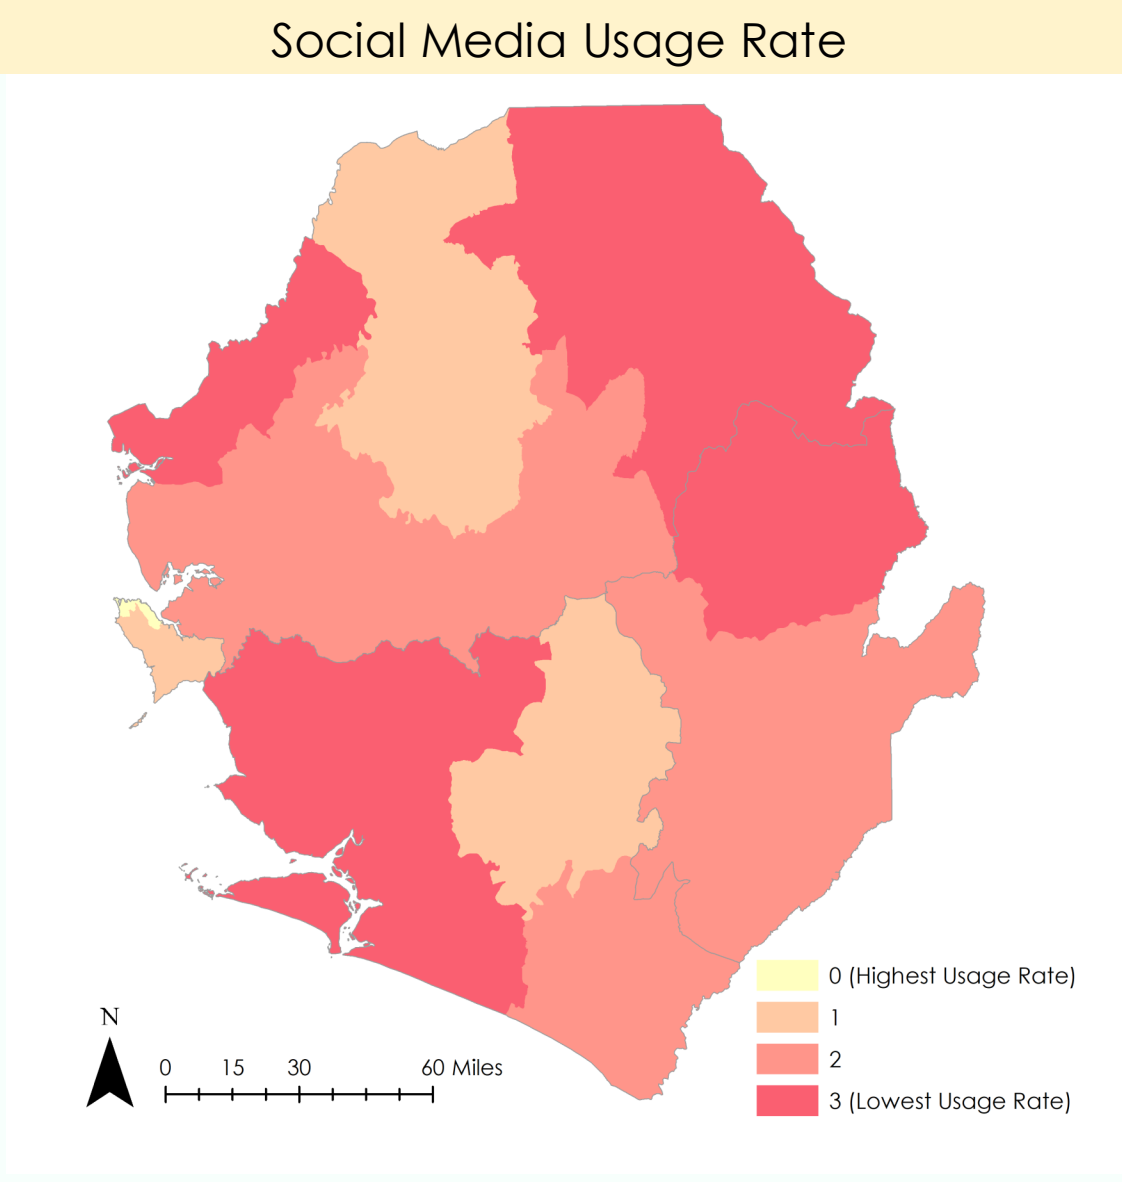 Social Media Usage Rate
0 (Highest Usage Rate)
1
2
3 (Lowest Usage Rate)
N
0 15 30 60 Miles